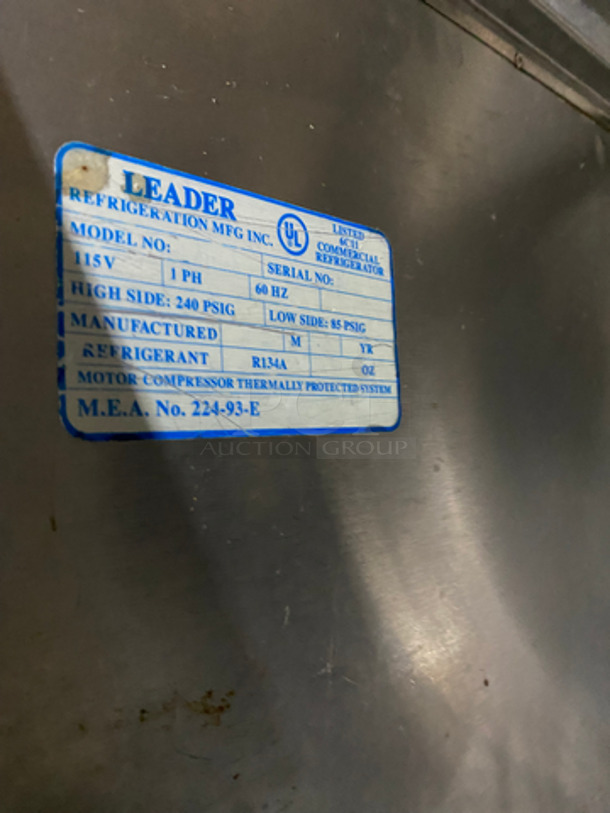 LEADER
REFRIGERATION MFG INC.
UL
LISTED
6C11
COMMERCIAL
REFRIGERATOR
MODEL NO:
SERIAL NO:
115V 1 PH 60 HZ
HIGH SIDE: 240 PSIG LOW SIDE: 85 PSIG
MANUFACTURED M YR
REFRIGERANT R134A OZ
MOTOR COMPRESSOR THERMALLY PROTECTED SYSTEM
M.E.A. No. 224-93-E
AUCTION GROUP